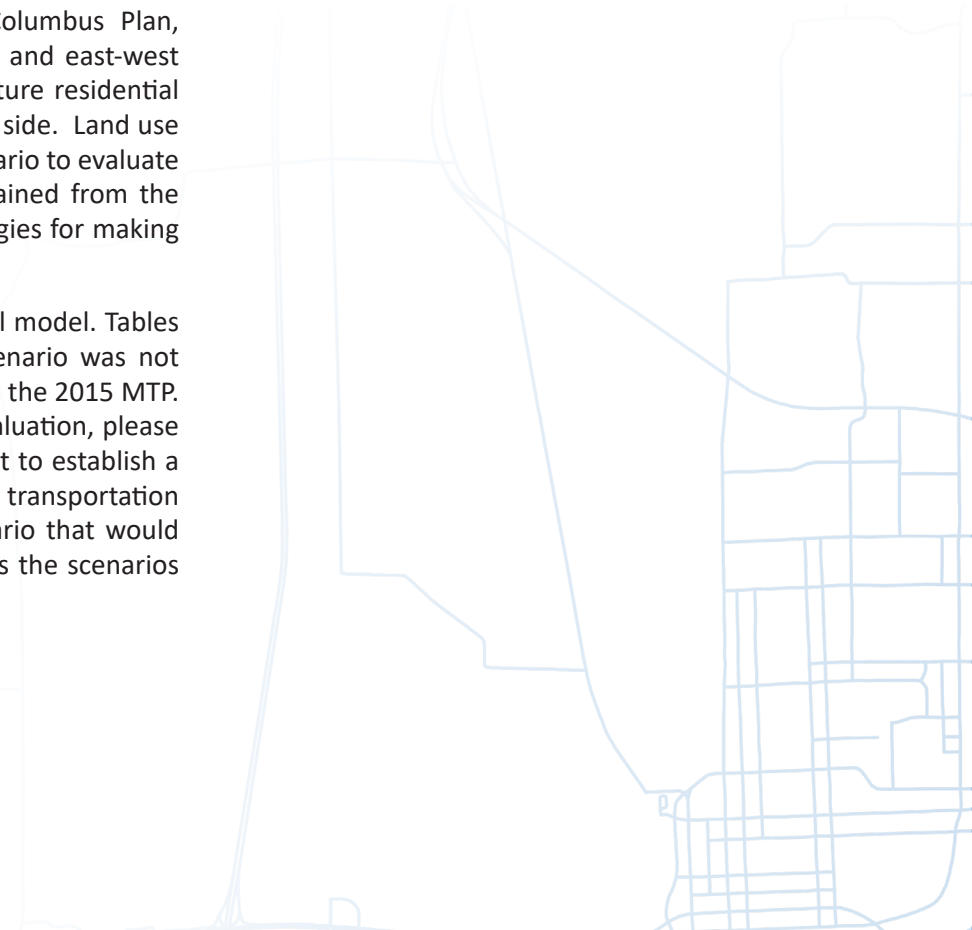 Columbus Plan,
and east-west
ture residential
side. Land use
ario to evaluate
ained from the
gies for making
l model. Tables
enario was not
the 2015 MTP.
aluation, please
t to establish a
transportation
ario that would
s the scenarios